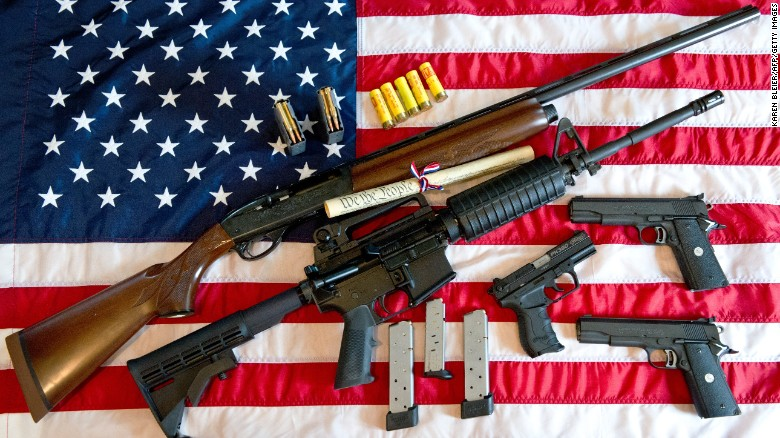 We the People
KAREN BLEIER/AFP/GETTY IMAGES